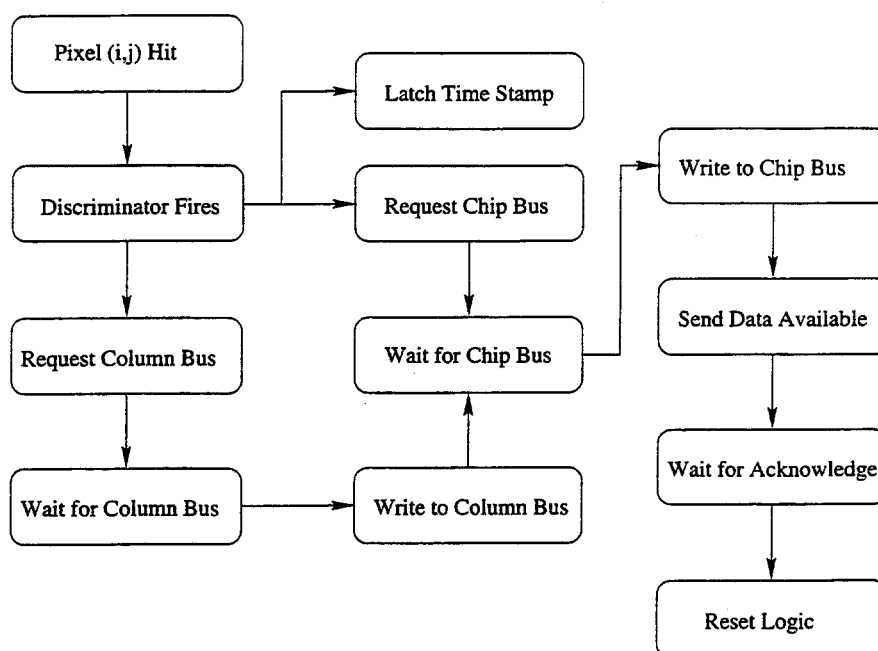 Pixel (i,j) Hit
Latch Time Stamp
Write to Chip Bus
Discriminator Fires
Request Chip Bus
Send Data Available
Request Column Bus
Wait for Chip Bus
Wait for Acknowledge
Wait for Column Bus
Write to Column Bus
Reset Logic